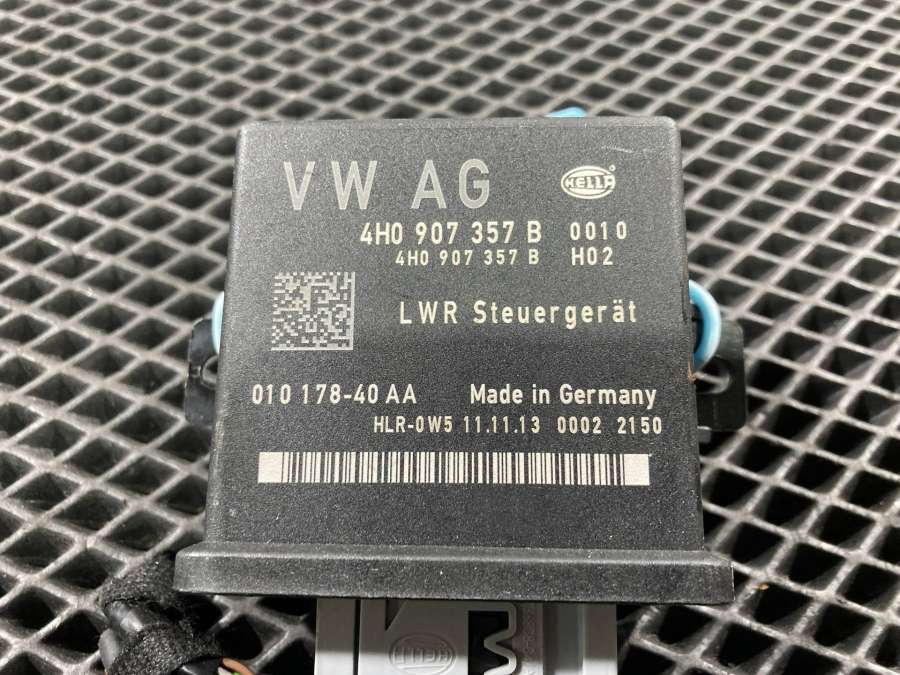 VW AG HELLA
4H0 907 357 B 0010
4H0 907 357 B H02
LWR Steuergerät
010 178-40 AA Made in Germany
HLR-0W5 11.11.13 0002 2150
HELLA